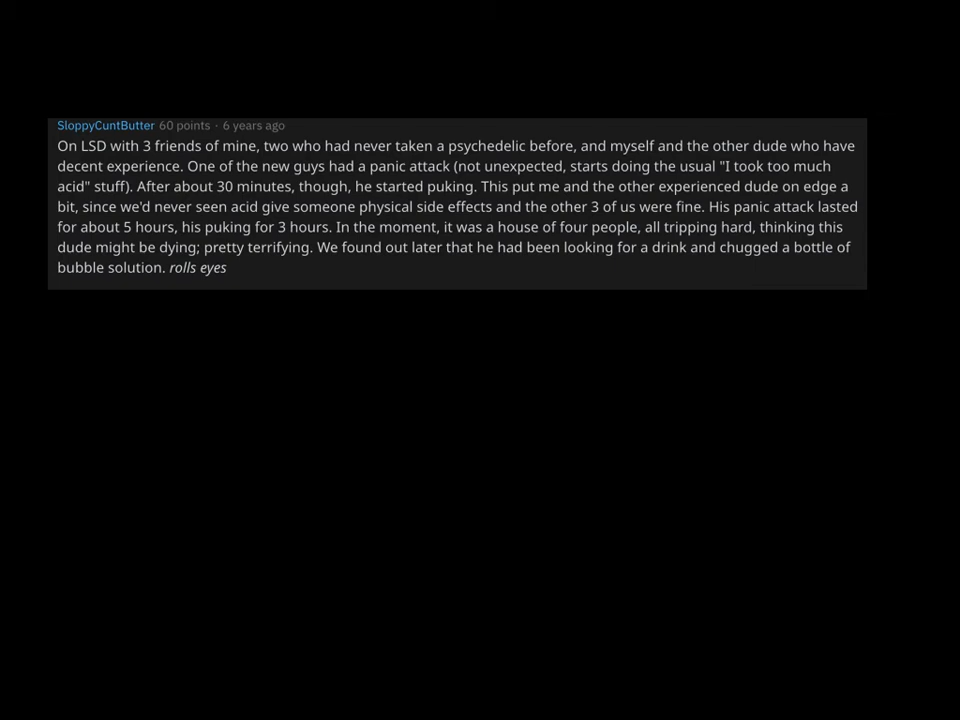 SloppyCuntButter 60 points · 6 years ago
On LSD with 3 friends of mine, two who had never taken a psychedelic before, and myself and the other dude who have
decent experience. One of the new guys had a panic attack (not unexpected, starts doing the usual "I took too much
acid" stuff). After about 30 minutes, though, he started puking. This put me and the other experienced dude on edge a
bit, since we'd never seen acid give someone physical side effects and the other 3 of us were fine. His panic attack lasted
for about 5 hours, his puking for 3 hours. In the moment, it was a house of four people, all tripping hard, thinking this
dude might be dying; pretty terrifying. We found out later that he had been looking for a drink and chugged a bottle of
bubble solution. rolls eyes